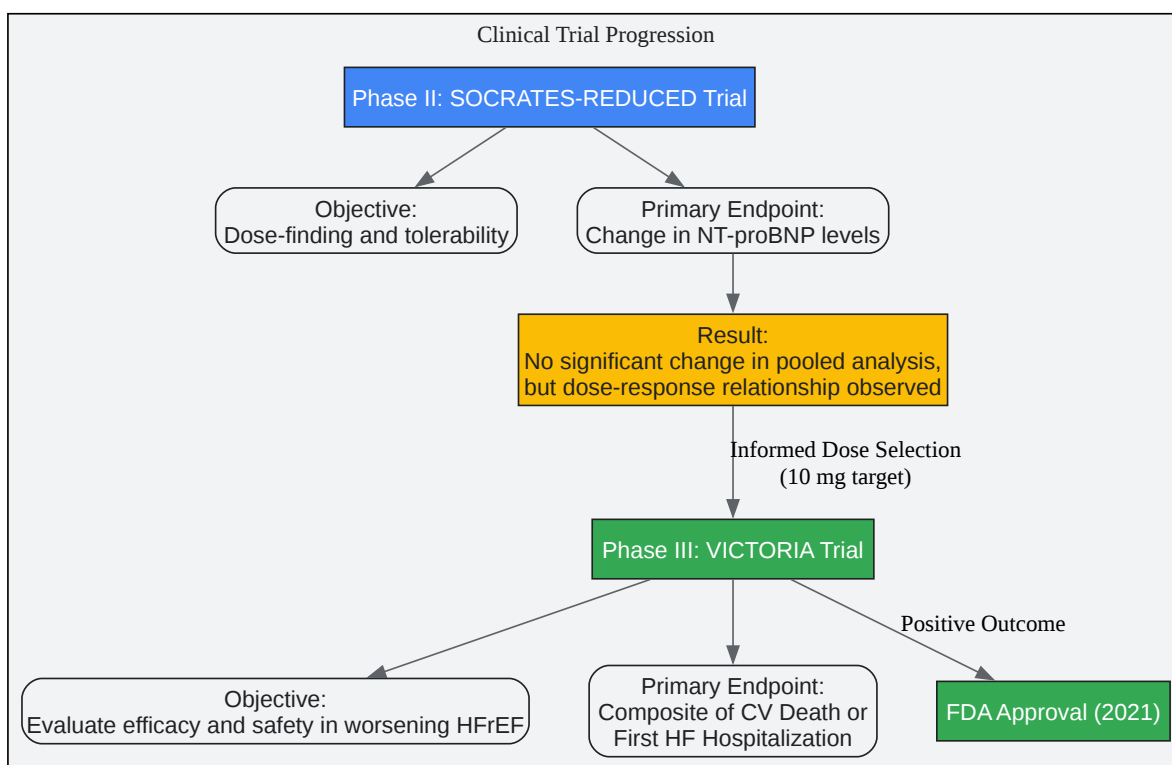 Clinical Trial Progression
Phase II: SOCRATES-REDUCED Trial
Objective:
Dose-finding and tolerability
Primary Endpoint:
Change in NT-proBNP levels
Result:
No significant change in pooled analysis,
but dose-response relationship observed
Informed Dose Selection
(10 mg target)
Phase III: VICTORIA Trial
Positive Outcome
Objective:
Evaluate efficacy and safety in worsening HFrEF
Primary Endpoint:
Composite of CV Death or
First HF Hospitalization
FDA Approval (2021)